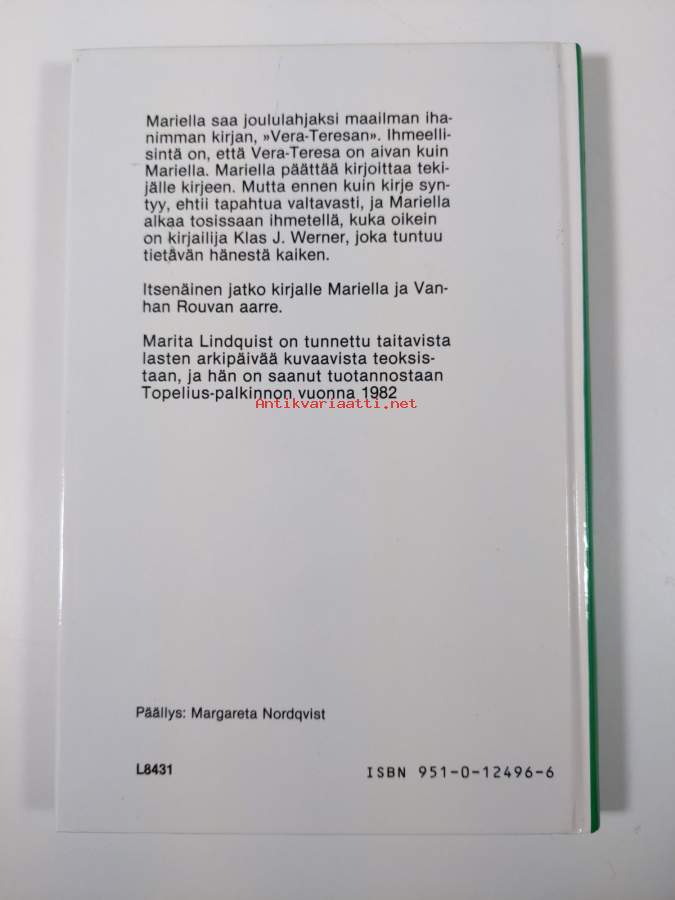 Mariella saa joululahjaksi maailman iha-
nimman kirjan, »Vera-Teresan». Ihmeelli-
sintä on, että Vera-Teresa on aivan kuin
Mariella. Mariella päättää kirjoittaa teki-
jälle kirjeen. Mutta ennen kuin kirje syn-
tyy, ehtii tapahtua valtavasti, ja Mariella
alkaa tosissaan ihmetellä, kuka oikein
on kirjailija Klas J. Werner, joka tuntuu
tietävän hänestä kaiken.
Itsenäinen jatko kirjalle Mariella ja Van-
han Rouvan aarre.
Marita Lindquist on tunnettu taitavista
lasten arkipäivää kuvaavista teoksis-
taan, ja hän on saanut tuotannostaan
Topelius-palkinnon vuonna 1982
Antikvariaatti.net
Päällys: Margareta Nordqvist
L8431
ISBN 951-0-12496-6